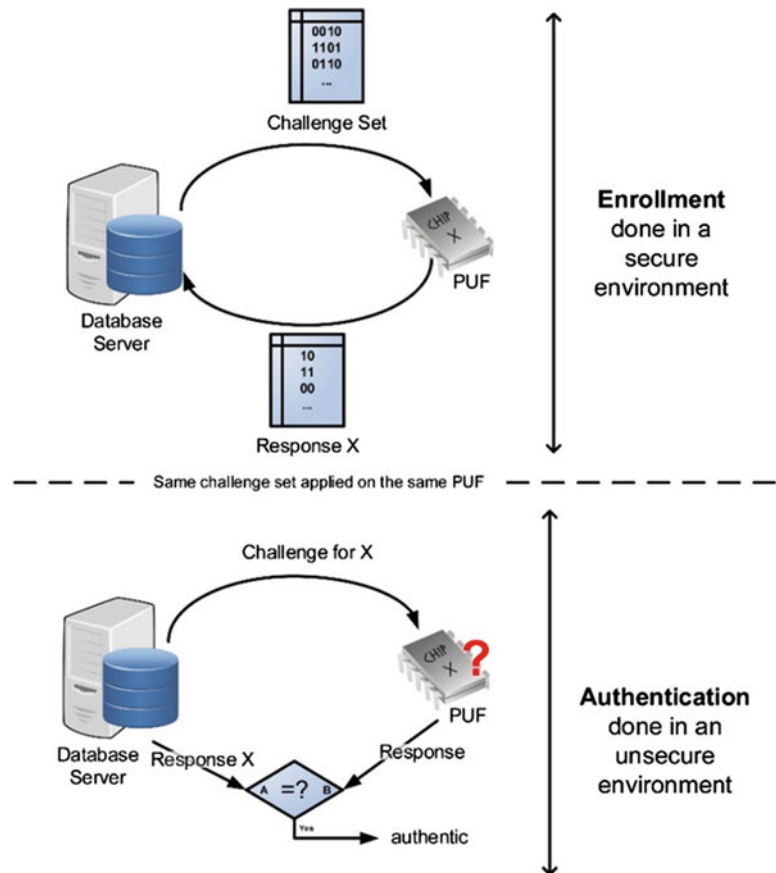 0010
1101
0110
...
Challenge Set
CHIP
X
PUF
Database
Server
10
11
00
...
Response X
Enrollment
done in a
secure
environment
Same challenge set applied on the same PUF
Challenge for X
CHIP
X
?
PUF
Database
Server
Response X
Response
A =? B
Yes
authentic
Authentication
done in an
unsecure
environment